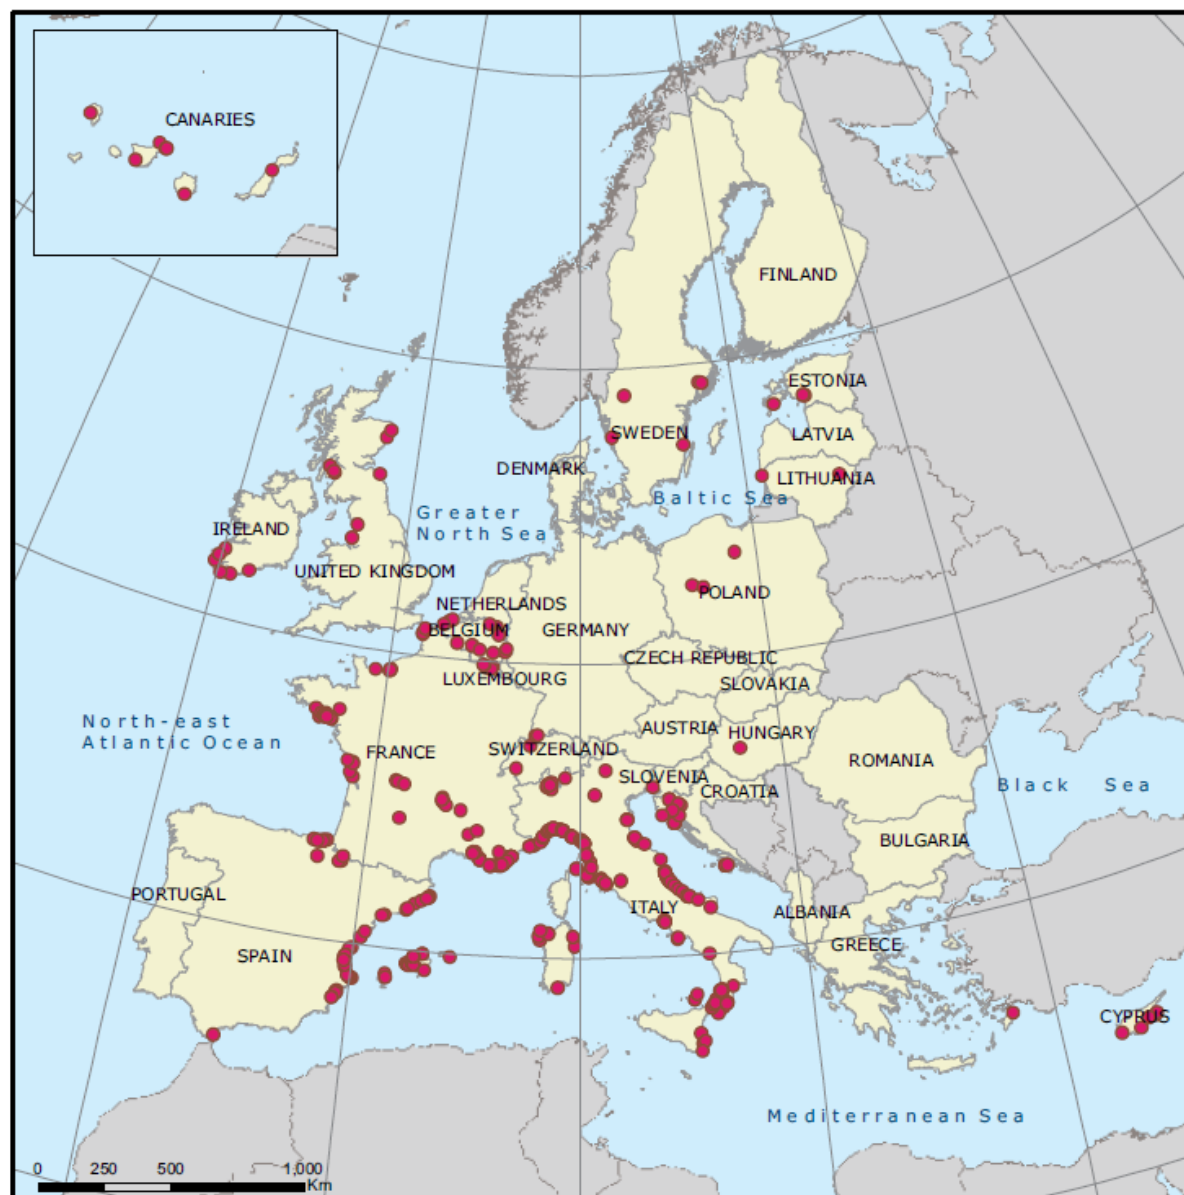 CANARIES
FINLAND
ESTONIA
SWEDEN
LATVIA
DENMARK
LITHUANIA
Baltic Sea
Greater
North Sea
IRELAND
UNITED KINGDOM
NETHERLANDS
POLAND
BELGIUM
GERMANY
CZECH REPUBLIC
LUXEMBOURG
SLOVAKIA
North-east
Atlantic Ocean
AUSTRIA
HUNGARY
FRANCE
SWITZERLAND
ROMANIA
SLOVENIA
CROATIA
Black Sea
BULGARIA
PORTUGAL
ITALY
ALBANIA
SPAIN
GREECE
CYPRUS
Mediterranean Sea
0 250 500 1,000
Km